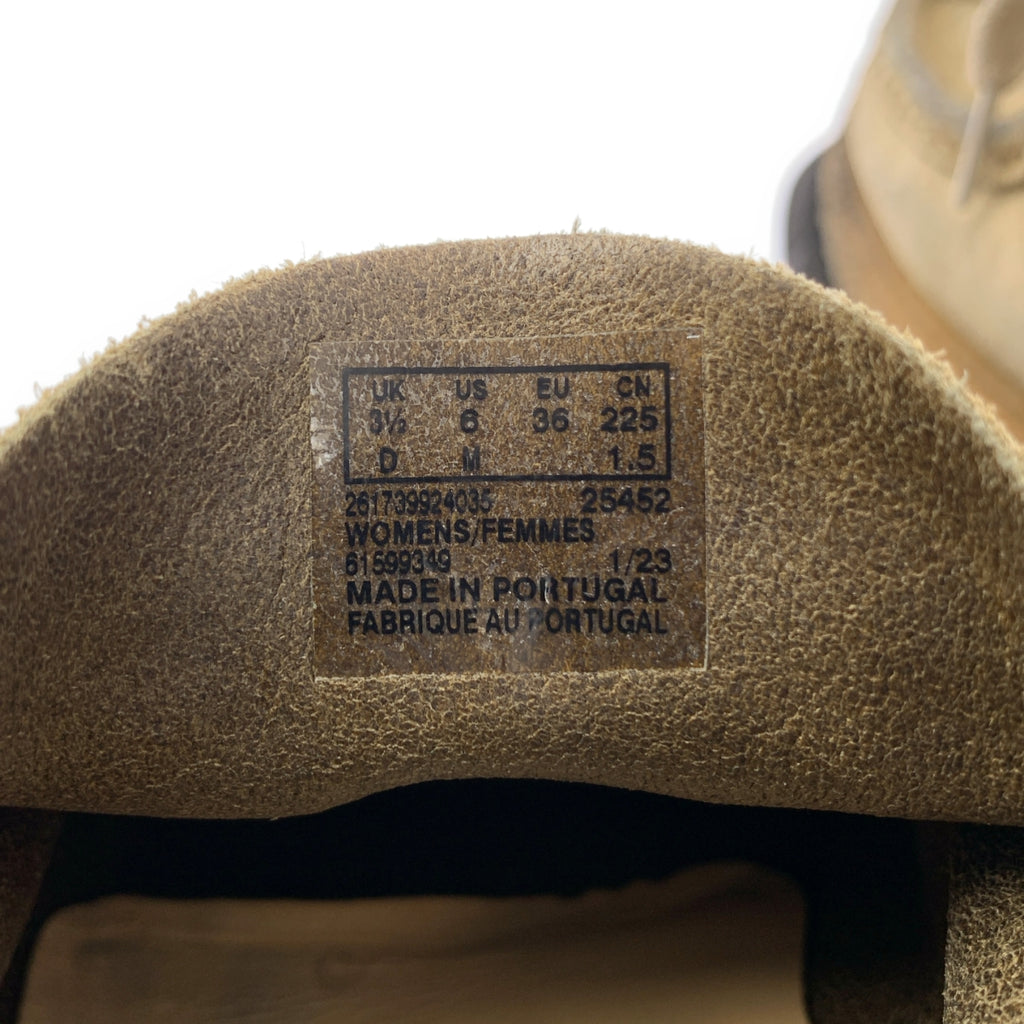 UK US EU CN
3½ 6 36 225
D M 1.5
261739924035 25452
WOMENS/FEMMES
61599349 1/23
MADE IN PORTUGAL
FABRIQUE AU PORTUGAL